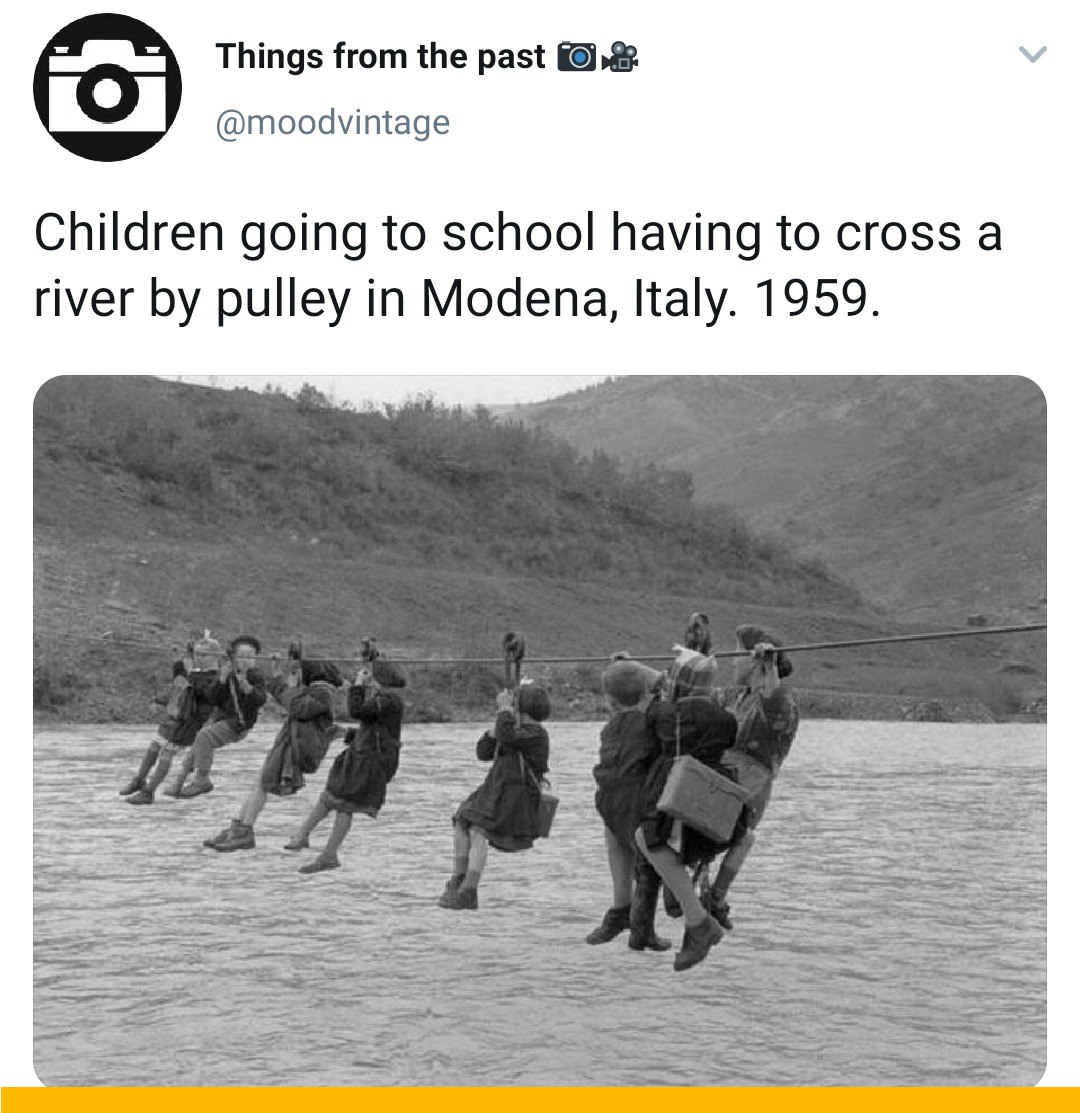 Things from the past 📷🎥
@moodvintage
Children going to school having to cross a
river by pulley in Modena, Italy. 1959.